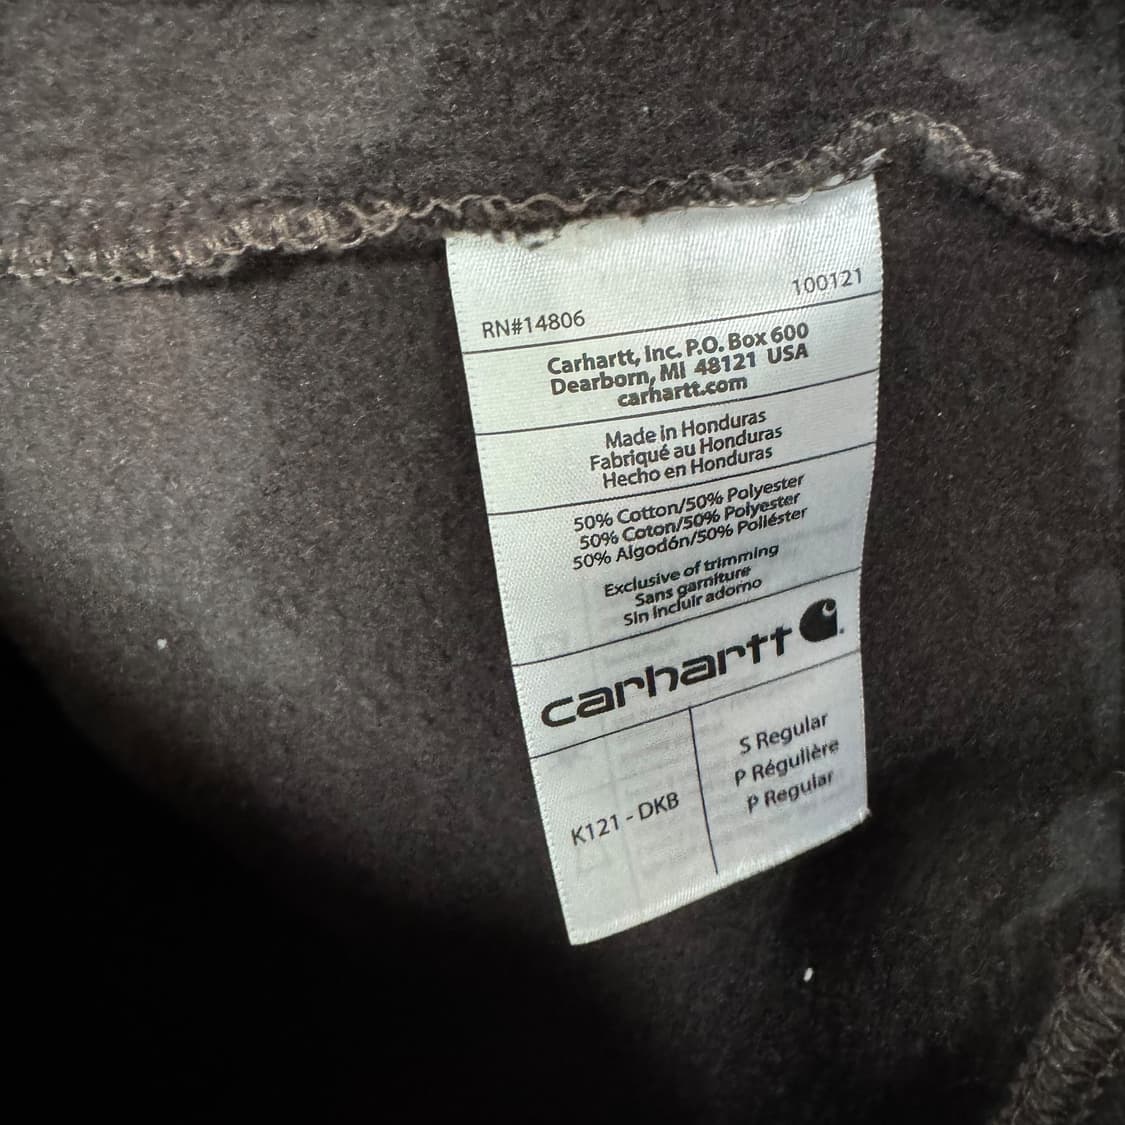 RN#14806 100121
Carhartt, Inc. P.O. Box 600
Dearborn, MI 48121 USA
carhartt.com
Made in Honduras
Fabriqué au Honduras
Hecho en Honduras
50% Cotton/50% Polyester
50% Coton/50% Polyester
50% Algodón/50% Poliéster
Exclusive of trimming
Sans garniture
Sin incluir adorno
carhartt
K121 - DKB
S Regular
P Régulière
P Regular